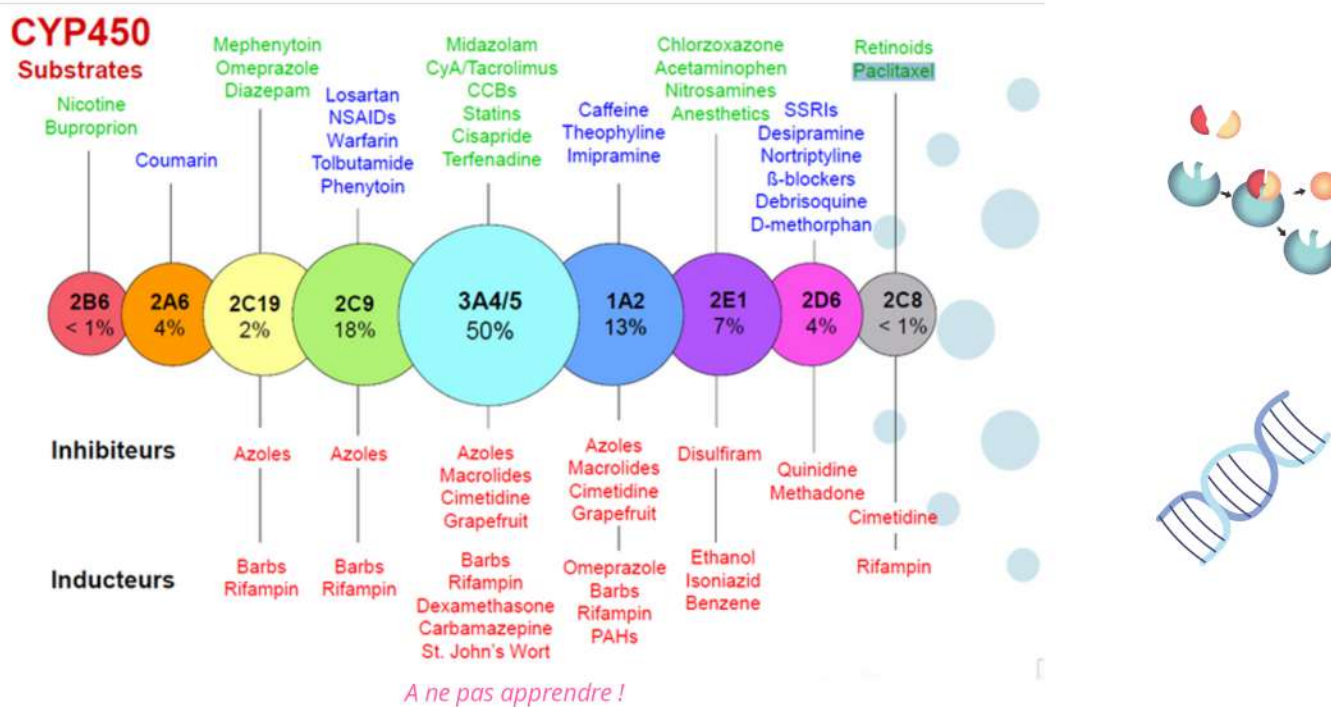 CYP450
Substrates
Nicotine
Buproprion
Coumarin
Mephenytoin
Omeprazole
Diazepam
Losartan
NSAIDs
Warfarin
Tolbutamide
Phenytoin
Midazolam
CyA/Tacrolimus
CCBs
Statins
Cisapride
Terfenadine
Caffeine
Theophyline
Imipramine
Chlorzoxazone
Acetaminophen
Nitrosamines
Anesthetics
SSRIs
Desipramine
Nortriptyline
ß-blockers
Debrisoquine
D-methorphan
Retinoids
Paclitaxel
2B6
< 1%
2A6
4%
2C19
2%
2C9
18%
3A4/5
50%
1A2
13%
2E1
7%
2D6
4%
2C8
< 1%
Inhibiteurs
Azoles
Azoles
Azoles
Macrolides
Cimetidine
Grapefruit
Azoles
Macrolides
Cimetidine
Grapefruit
Disulfiram
Quinidine
Methadone
Cimetidine
Inducteurs
Barbs
Rifampin
Barbs
Rifampin
Barbs
Rifampin
Dexamethasone
Carbamazepine
St. John's Wort
Omeprazole
Barbs
Rifampin
PAHs
Ethanol
Isoniazid
Benzene
Rifampin
A ne pas apprendre !